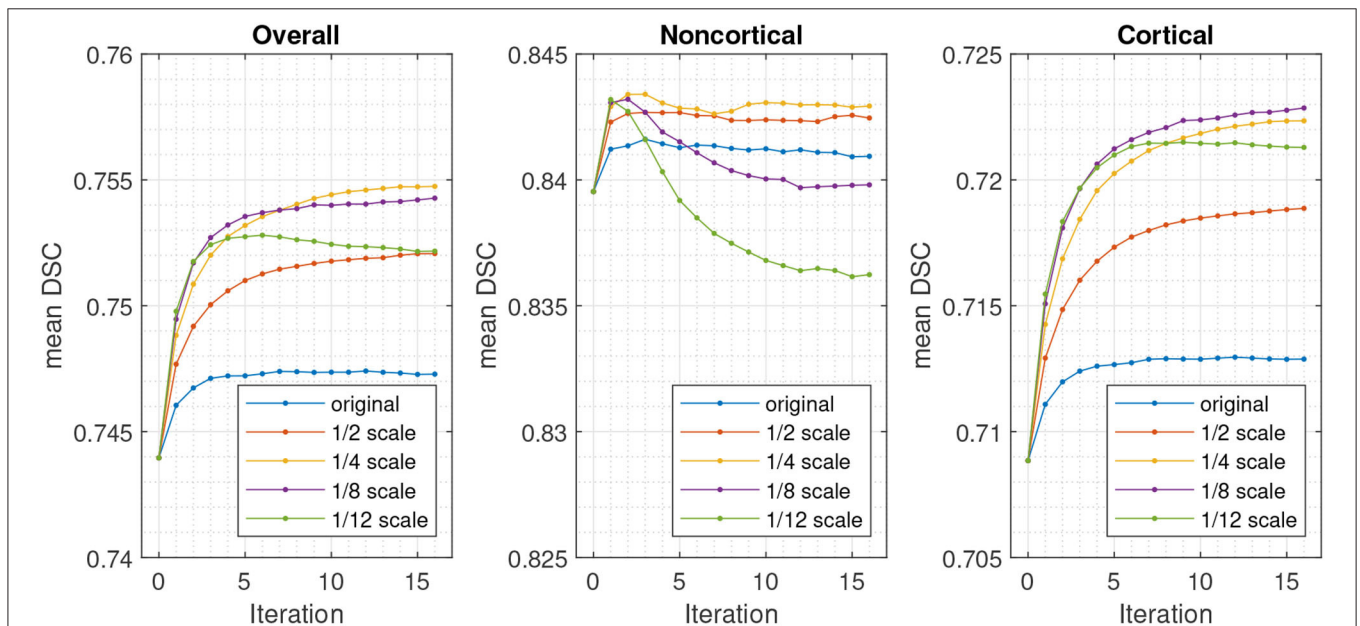 Overall
0.76
0.755
0.75
0.745
0.74
mean DSC
0 5 10 15
Iteration
original
1/2 scale
1/4 scale
1/8 scale
1/12 scale
Noncortical
0.845
0.84
0.835
0.83
0.825
mean DSC
0 5 10 15
Iteration
original
1/2 scale
1/4 scale
1/8 scale
1/12 scale
Cortical
0.725
0.72
0.715
0.71
0.705
mean DSC
0 5 10 15
Iteration
original
1/2 scale
1/4 scale
1/8 scale
1/12 scale